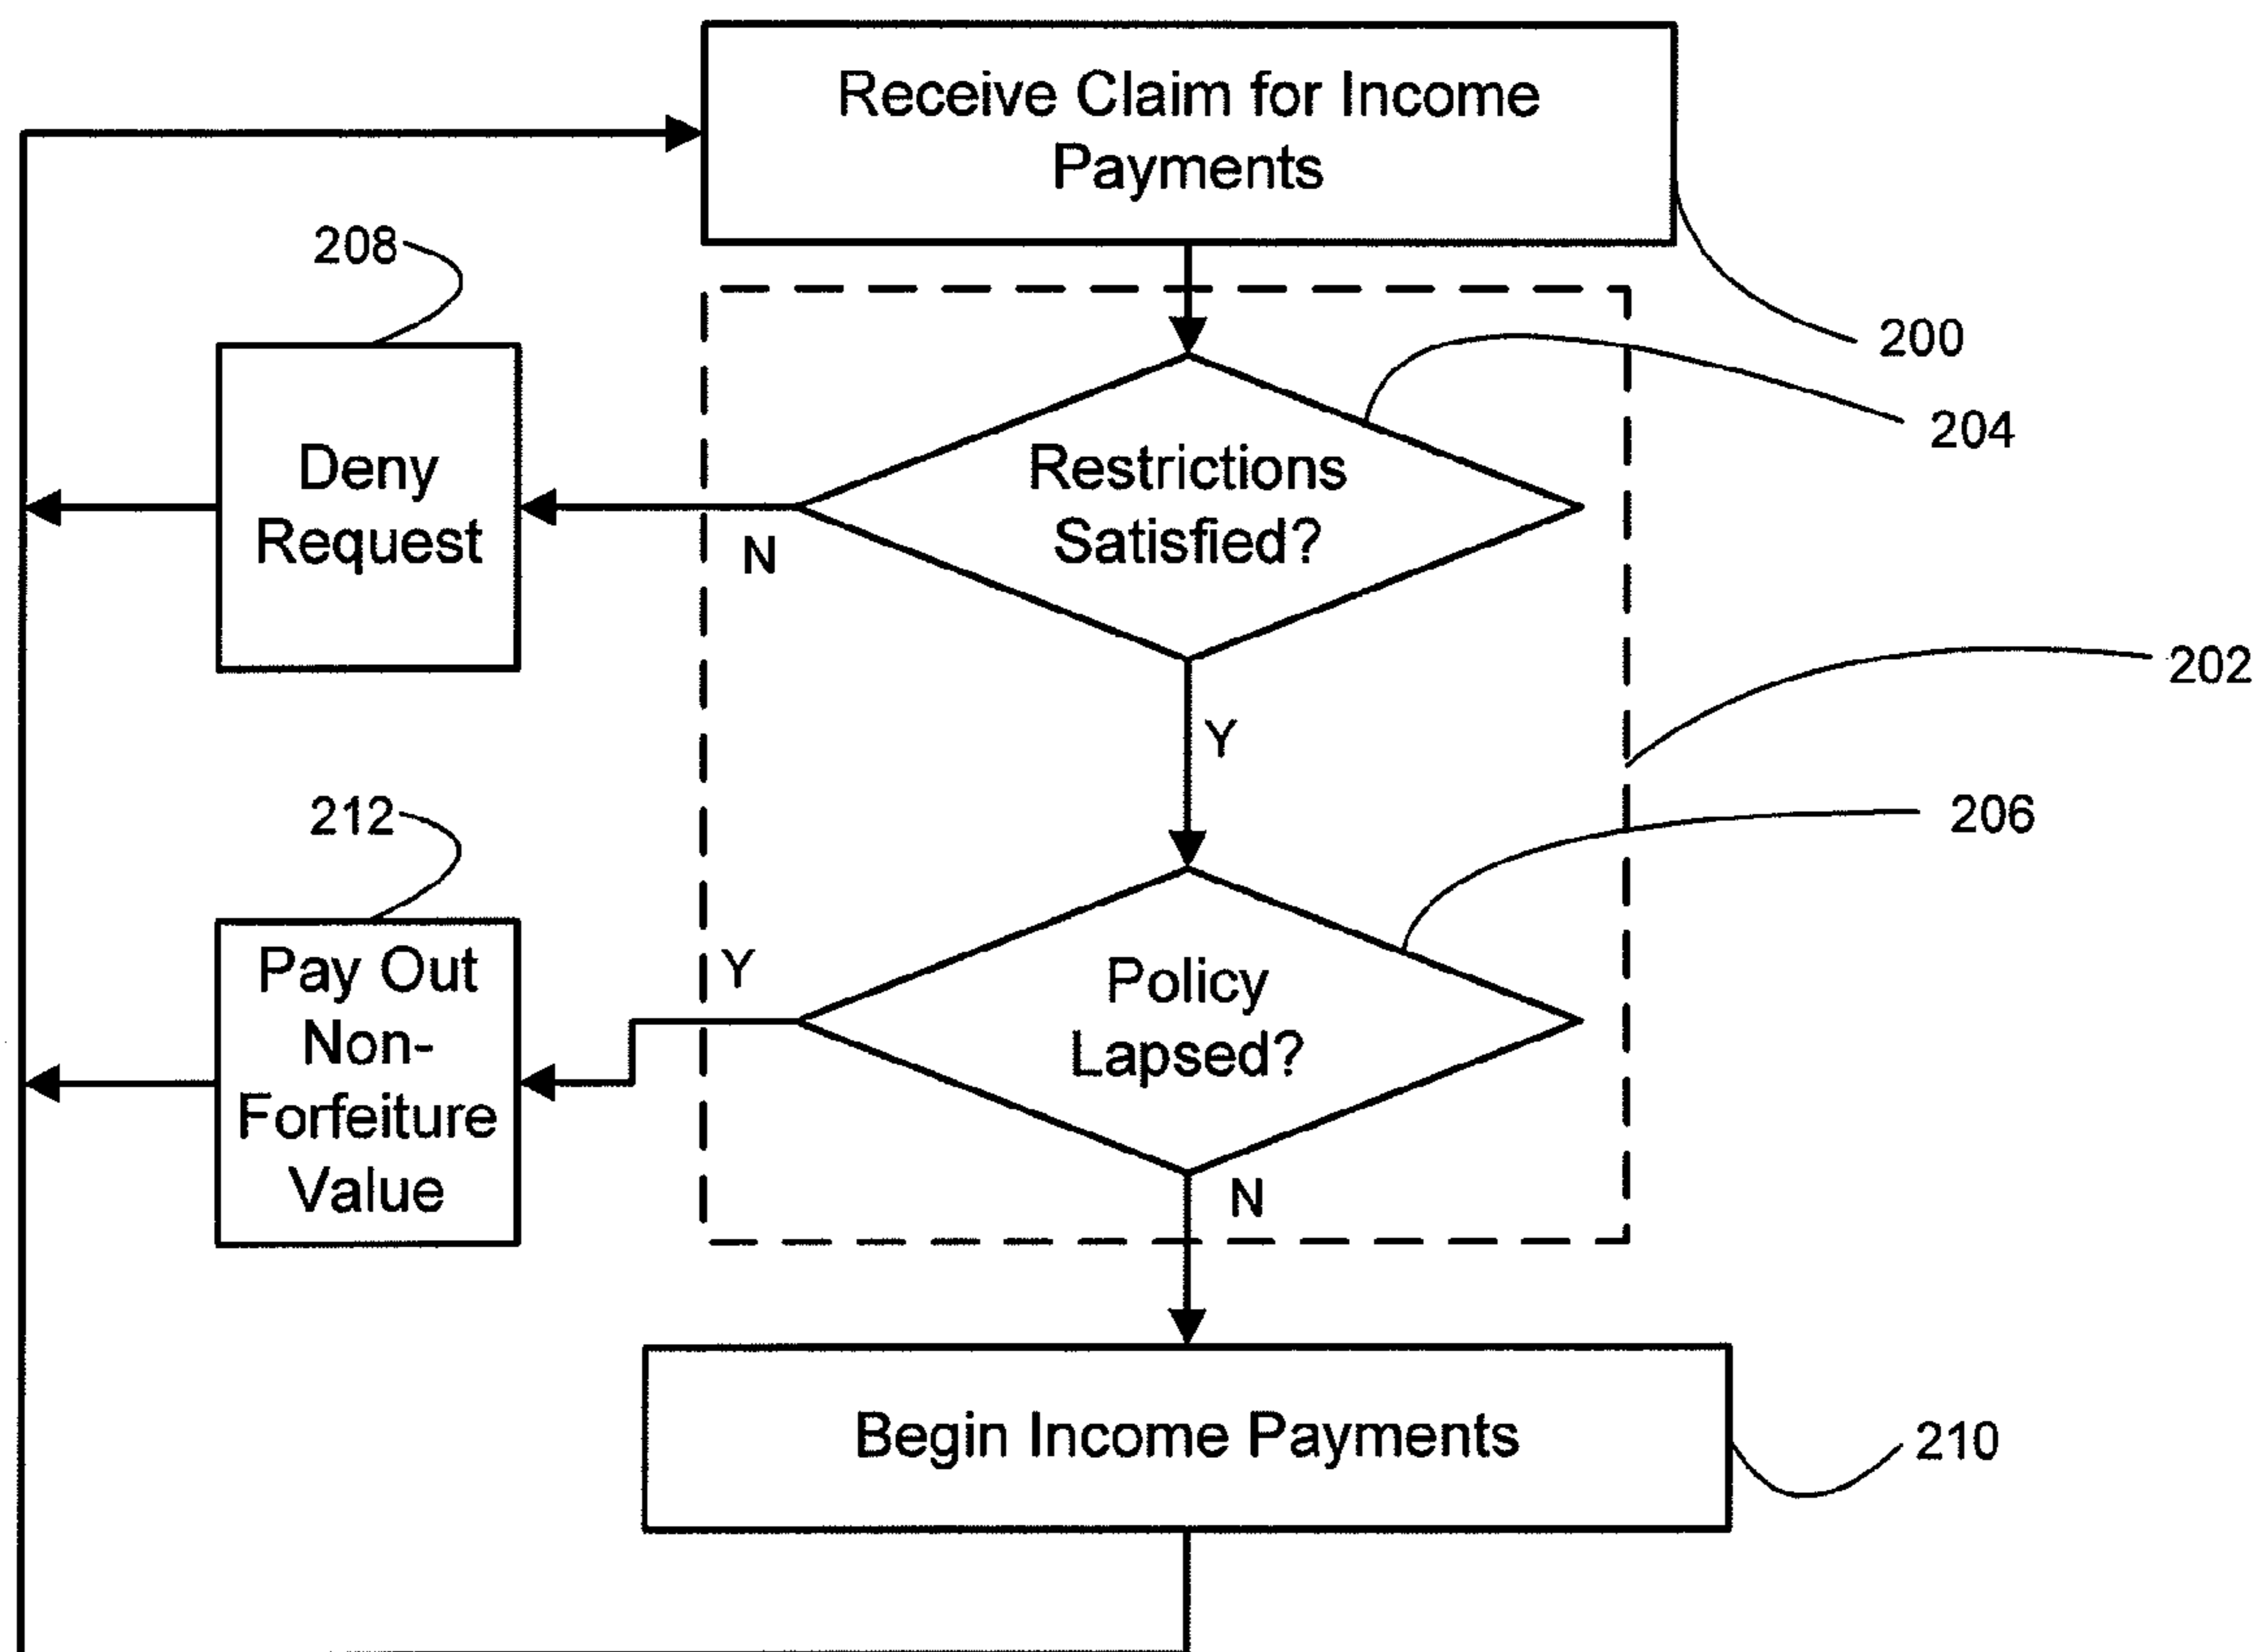 Receive Claim for Income
Payments
200
208
204
Restrictions
Satisfied?
Deny
Request
N
202
Y
212
206
Pay Out
Non-
Forfeiture
Value
Y
Policy
Lapsed?
N
Begin Income Payments
210